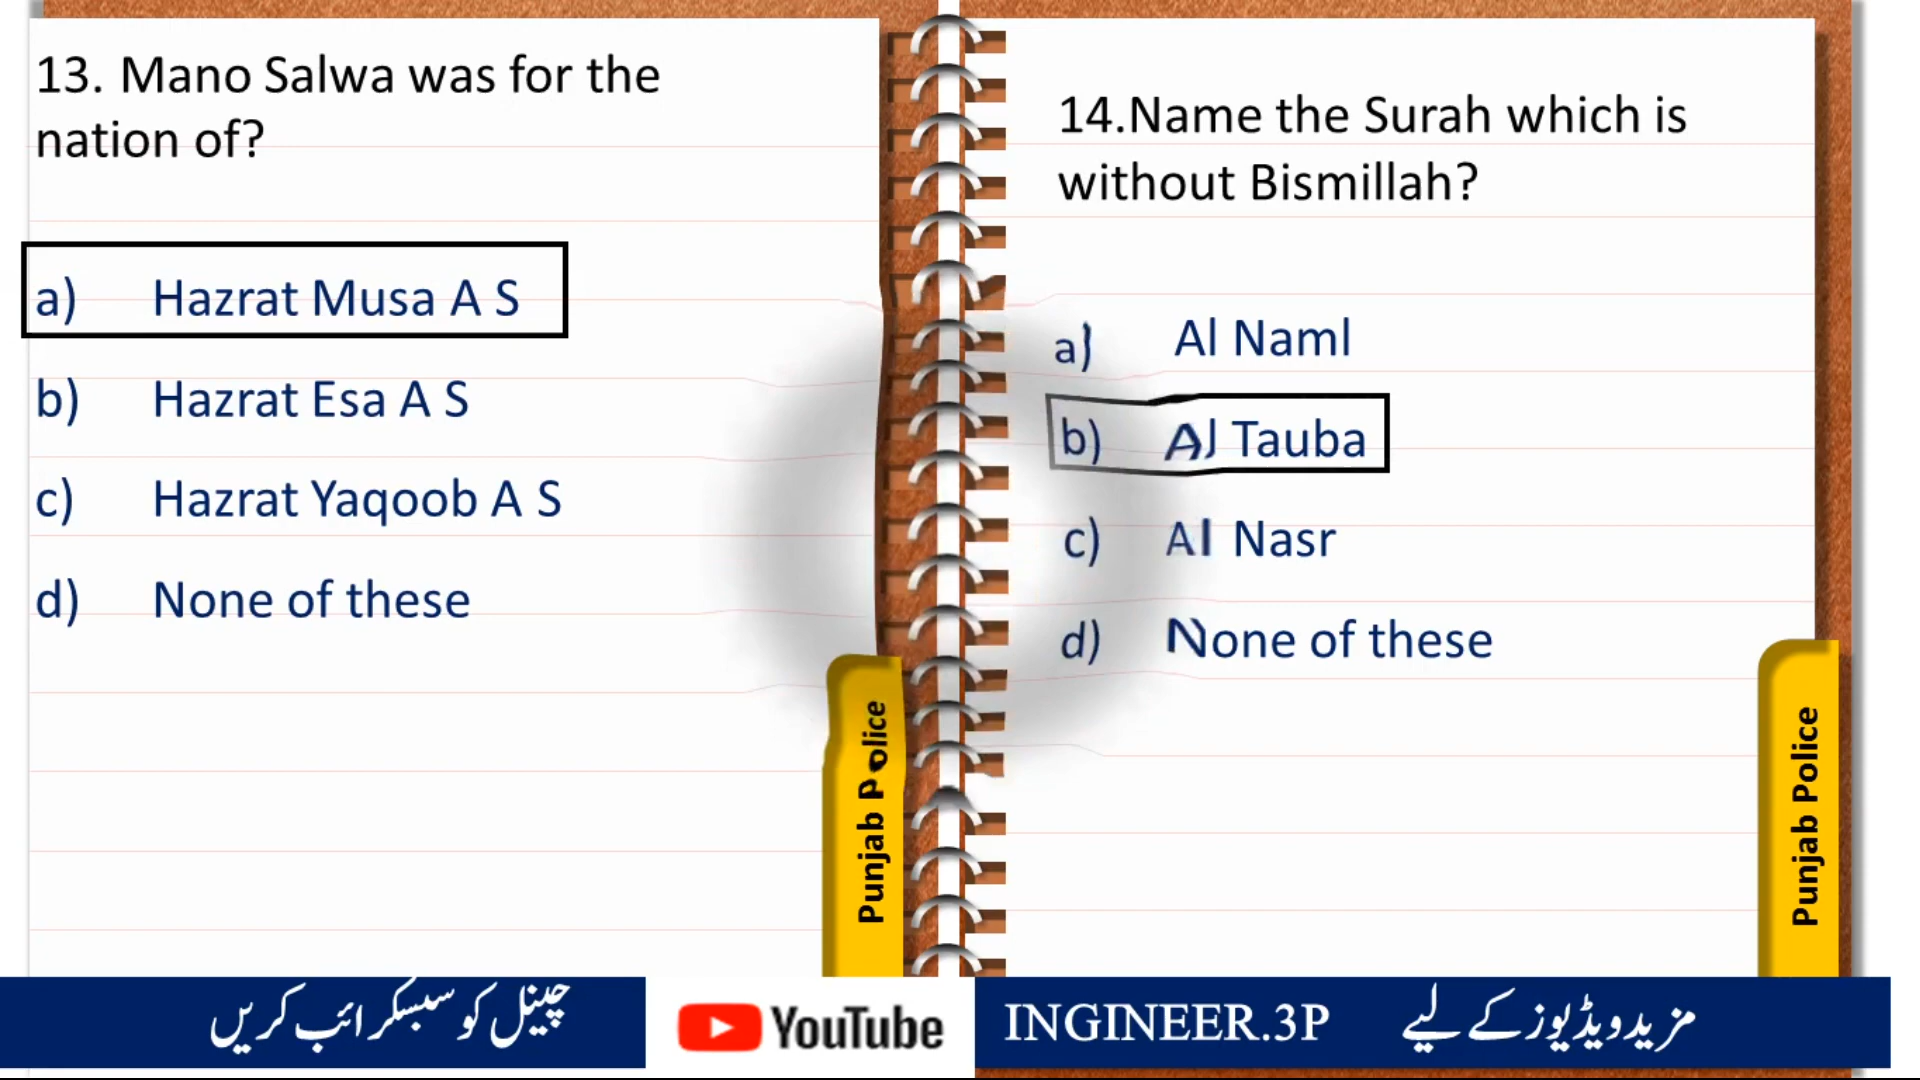 13. Mano Salwa was for the
nation of?
a) Hazrat Musa A S
b) Hazrat Esa A S
c) Hazrat Yaqoob A S
d) None of these
Punjab Police
14.Name the Surah which is
without Bismillah?
a) Al Naml
b) Al Tauba
c) Al Nasr
d) None of these
Punjab Police
چینل کو سبسکرائب کریں
YouTube
INGINEER.3P
مزید ویڈیوز کے لیے